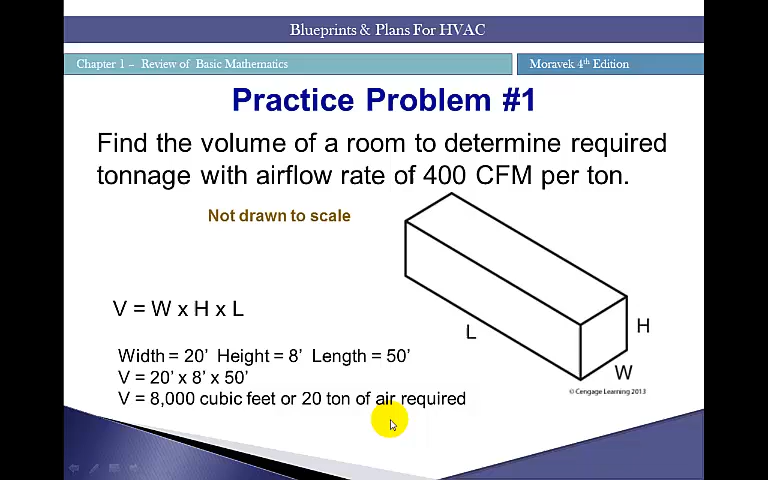 Blueprints & Plans For HVAC
Chapter 1 – Review of Basic Mathematics
Moravek 4th Edition
Practice Problem #1
Find the volume of a room to determine required
tonnage with airflow rate of 400 CFM per ton.
Not drawn to scale
V = W x H x L
L
H
W
© Cengage Learning 2013
Width = 20' Height = 8' Length = 50'
V = 20' x 8' x 50'
V = 8,000 cubic feet or 20 ton of air required